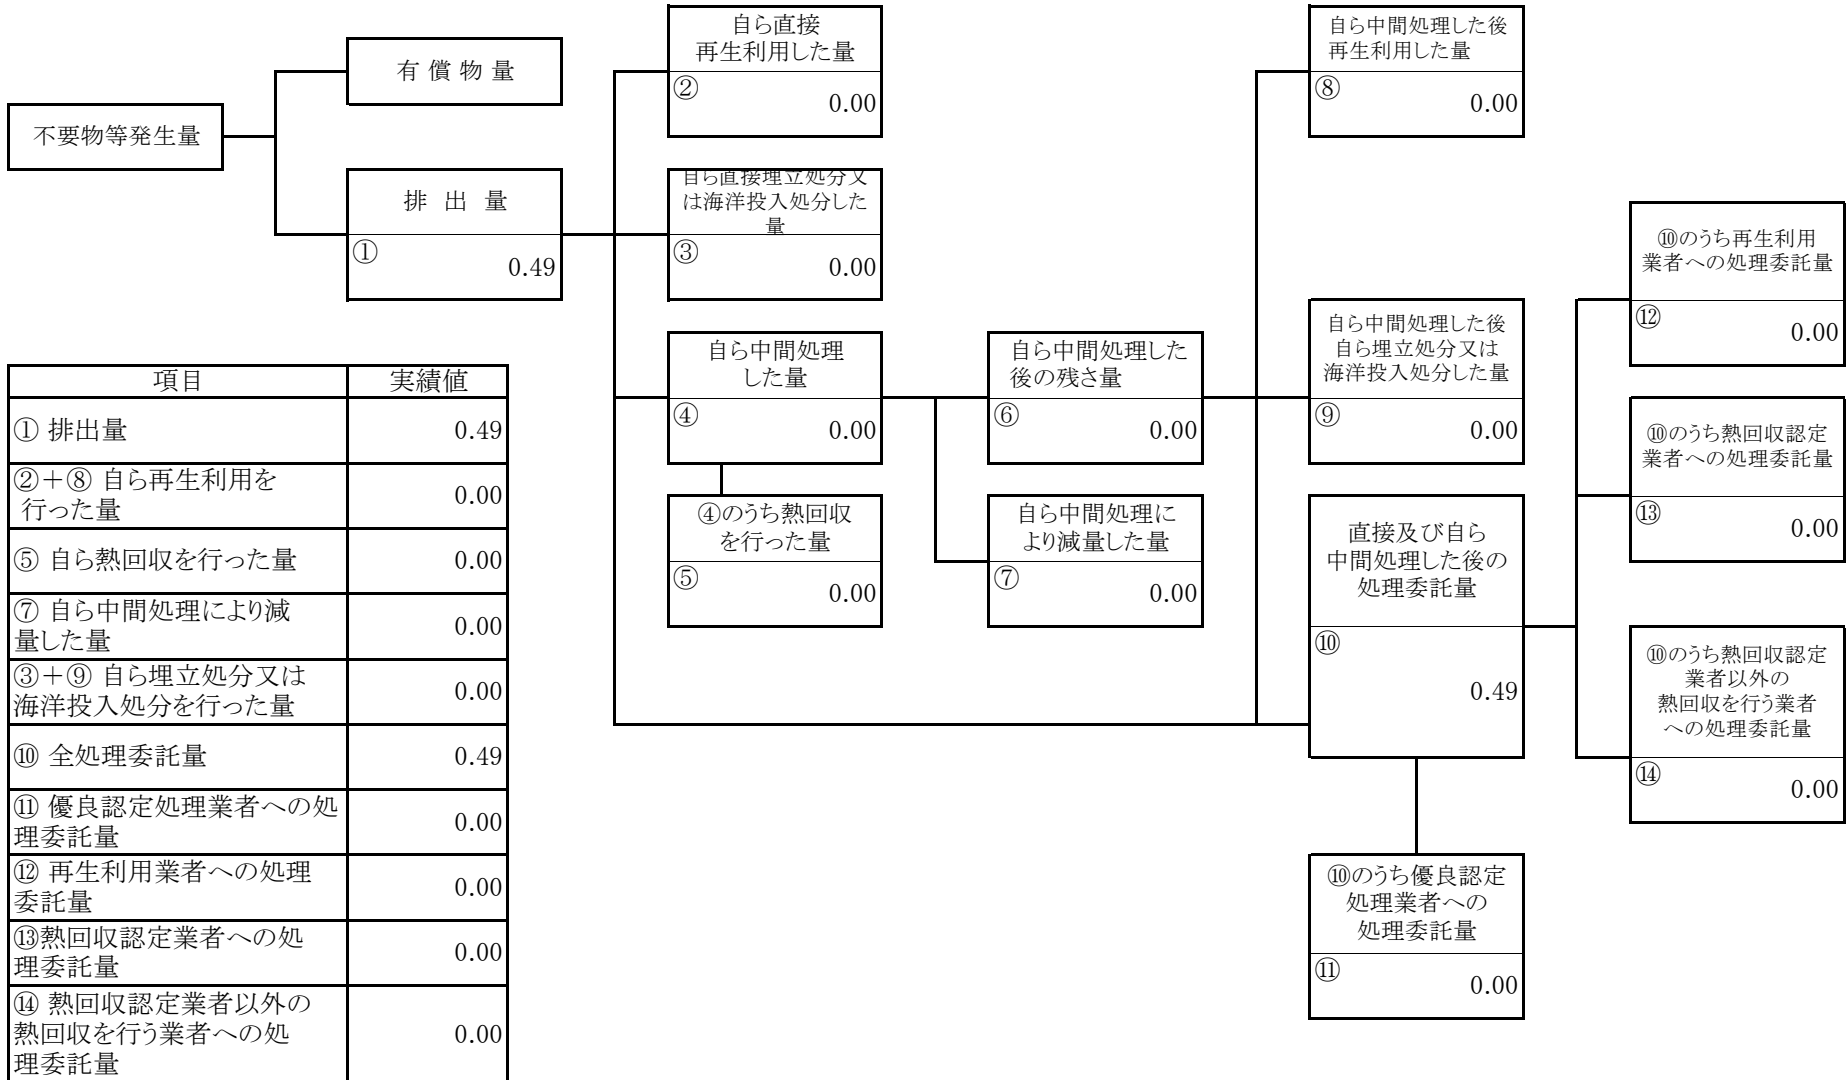 不要物等発生量
有 償 物 量
排 出 量
①
0.49
自ら直接
再生利用した量
②
0.00
自ら直接埋立処分又
は海洋投入処分した
量
③
0.00
自ら中間処理
した量
④
0.00
④のうち熱回収
を行った量
⑤
0.00
自ら中間処理した
後の残さ量
⑥
0.00
自ら中間処理に
より減量した量
⑦
0.00
自ら中間処理した後
再生利用した量
⑧
0.00
自ら中間処理した後
自ら埋立処分又は
海洋投入処分した量
⑨
0.00
直接及び自ら
中間処理した後の
処理委託量
⑩
0.49
⑩のうち優良認定
処理業者への
処理委託量
⑪
0.00
⑩のうち再生利用
業者への処理委託量
⑫
0.00
⑩のうち熱回収認定
業者への処理委託量
⑬
0.00
⑩のうち熱回収認定
業者以外の
熱回収を行う業者
への処理委託量
⑭
0.00
項目 実績値
① 排出量 0.49
②+⑧ 自ら再生利用を
行った量 0.00
⑤ 自ら熱回収を行った量 0.00
⑦ 自ら中間処理により減
量した量 0.00
③+⑨ 自ら埋立処分又は
海洋投入処分を行った量 0.00
⑩ 全処理委託量 0.49
⑪ 優良認定処理業者への処
理委託量 0.00
⑫ 再生利用業者への処理
委託量 0.00
⑬熱回収認定業者への処
理委託量 0.00
⑭ 熱回収認定業者以外の
熱回収を行う業者への処
理委託量 0.00